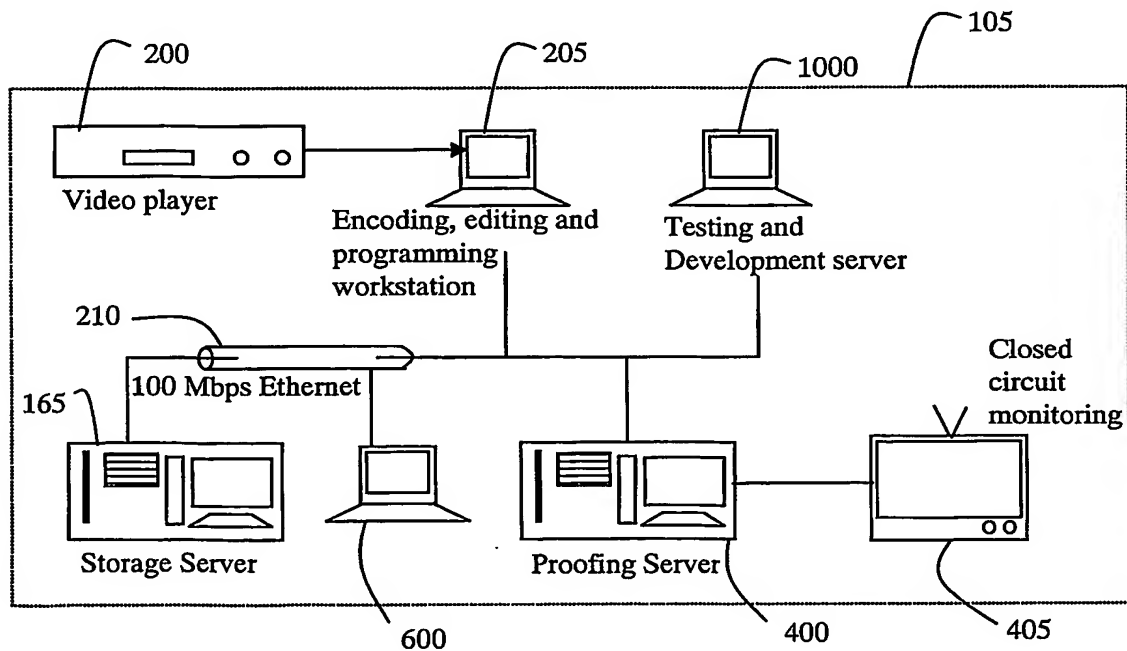 105
200
205
1000
Video player
Encoding, editing and
programming
workstation
Testing and
Development server
210
100 Mbps Ethernet
Closed
circuit
monitoring
165
Storage Server
Proofing Server
600
400
405